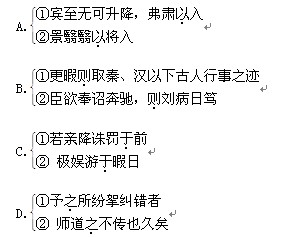 A.
①宾至无可升降，弗肃以入
②景翳翳以将入
B.
①更暇则取秦、汉以下古人行事之迹
②臣欲奉诏奔驰，则刘病日笃
C.
①若亲降诛罚于前
② 极娱游于暇日
D.
①子之所纷挐纠错者
② 师道之不传也久矣